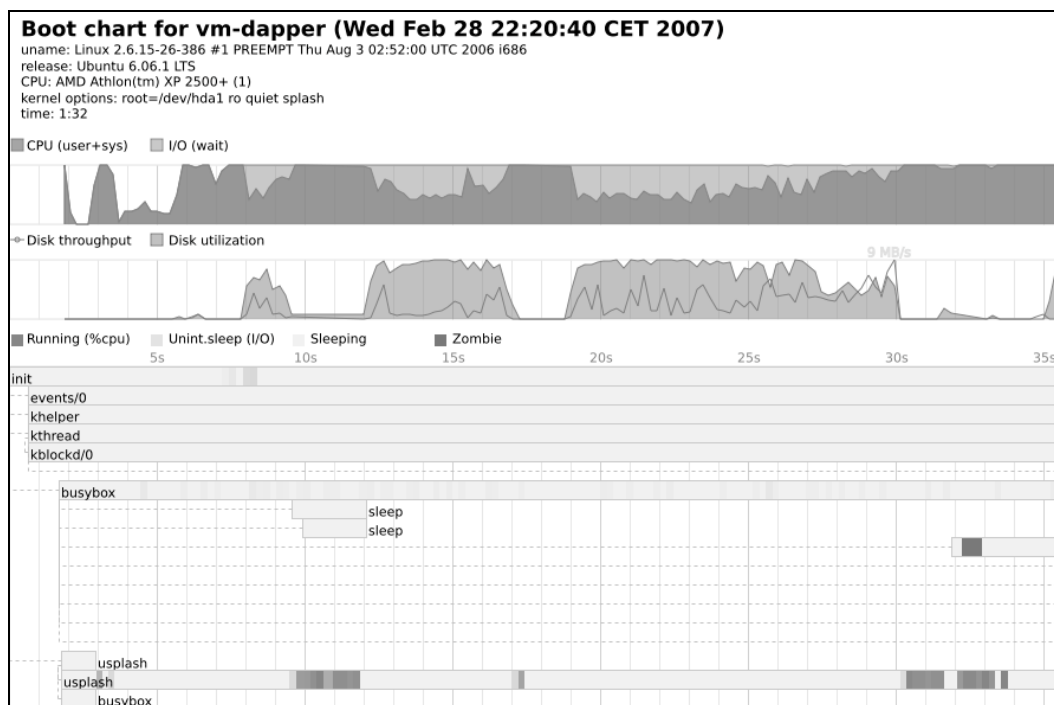 Boot chart for vm-dapper (Wed Feb 28 22:20:40 CET 2007)
uname: Linux 2.6.15-26-386 #1 PREEMPT Thu Aug 3 02:52:00 UTC 2006 i686
release: Ubuntu 6.06.1 LTS
CPU: AMD Athlon(tm) XP 2500+ (1)
kernel options: root=/dev/hda1 ro quiet splash
time: 1:32
CPU (user+sys) I/O (wait)
Disk throughput Disk utilization
9 MB/s
Running (%cpu) Unint.sleep (I/O) Sleeping Zombie
5s 10s 15s 20s 25s 30s 35s
init
events/0
khelper
kthread
kblockd/0
busybox
sleep
sleep
usplash
usplash
busybox